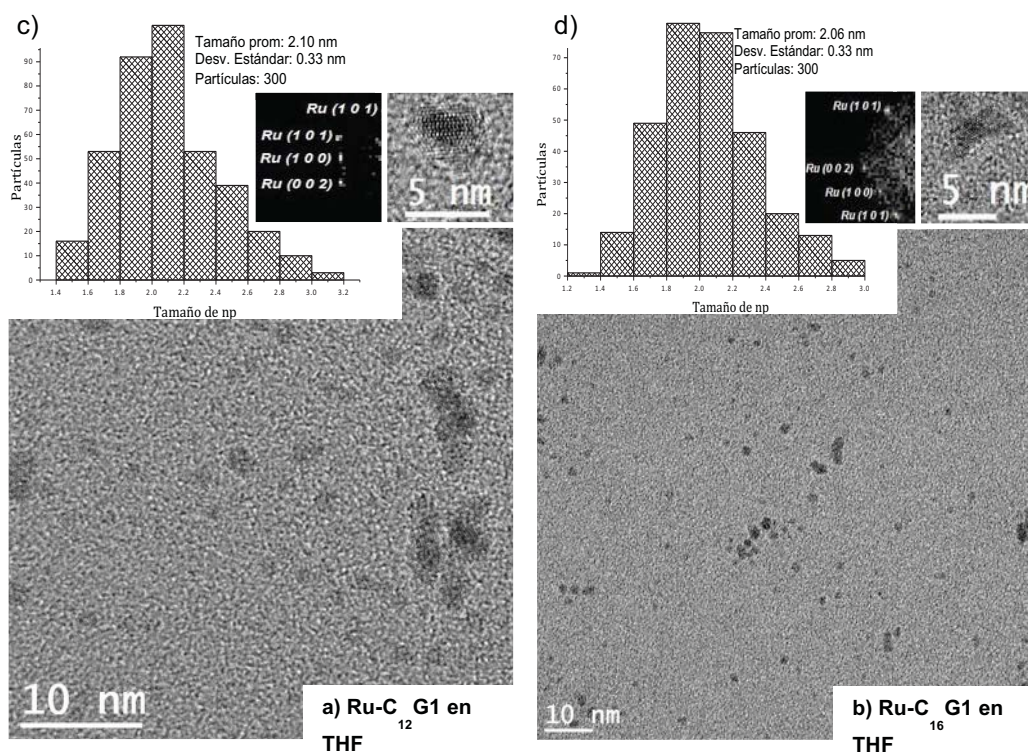 c)
Tamaño prom: 2.10 nm
Desv. Estándar: 0.33 nm
Partículas: 300
Partículas
90
80
70
60
50
40
30
20
10
0
1.4 1.6 1.8 2.0 2.2 2.4 2.6 2.8 3.0 3.2
Tamaño de np
Ru (1 0 1)
Ru (1 0 1)
Ru (1 0 0)
Ru (0 0 2)
5 nm
10 nm
a) Ru-C12 G1 en
THF
d)
Tamaño prom: 2.06 nm
Desv. Estándar: 0.33 nm
Partículas: 300
Partículas
70
60
50
40
30
20
10
0
1.2 1.4 1.6 1.8 2.0 2.2 2.4 2.6 2.8 3.0
Tamaño de np
Ru (1 0 1)
Ru (0 0 2)
Ru (1 0 0)
Ru (1 0 1)
5 nm
10 nm
b) Ru-C16 G1 en
THF